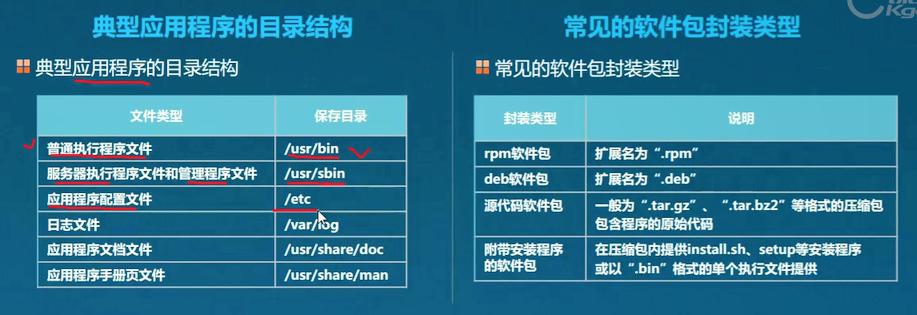 典型应用程序的目录结构
典型应用程序的目录结构
文件类型 保存目录
普通执行程序文件 /usr/bin
服务器执行程序文件和管理程序文件 /usr/sbin
应用程序配置文件 /etc
日志文件 /var/log
应用程序文档文件 /usr/share/doc
应用程序手册页文件 /usr/share/man
常见的软件包封装类型
常见的软件包封装类型
封装类型 说明
rpm软件包 扩展名为“.rpm”
deb软件包 扩展名为“.deb”
源代码软件包 一般为“.tar.gz”、“.tar.bz2”等格式的压缩包
包含程序的原始代码
附带安装程序 在压缩包内提供install.sh、setup等安装程序
的软件包 或以“.bin”格式的单个执行文件提供